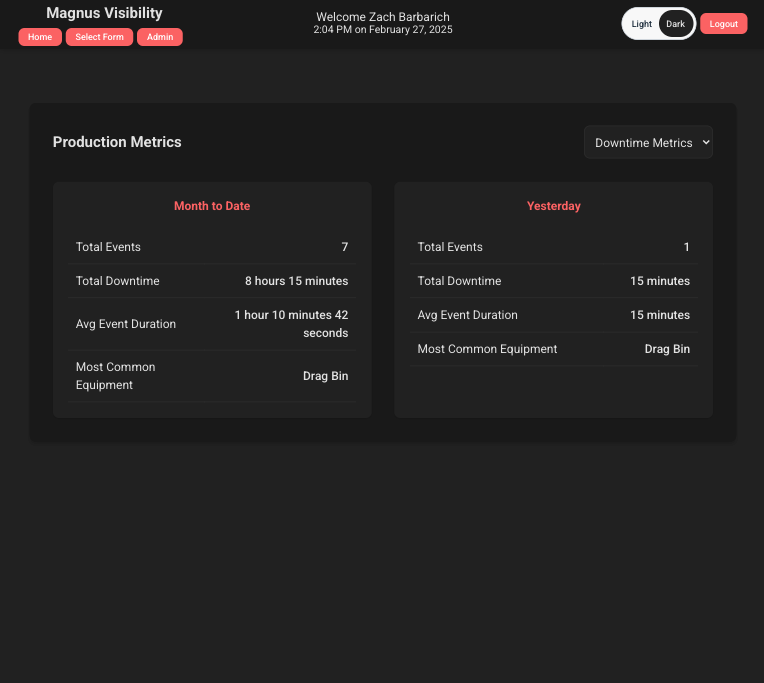 Magnus Visibility
Home Select Form Admin
Welcome Zach Barbarich
2:04 PM on February 27, 2025
Light Dark Logout
Production Metrics
Downtime Metrics
Month to Date
Total Events 7
Total Downtime 8 hours 15 minutes
Avg Event Duration 1 hour 10 minutes 42
seconds
Most Common
Equipment Drag Bin
Yesterday
Total Events 1
Total Downtime 15 minutes
Avg Event Duration 15 minutes
Most Common Equipment Drag Bin